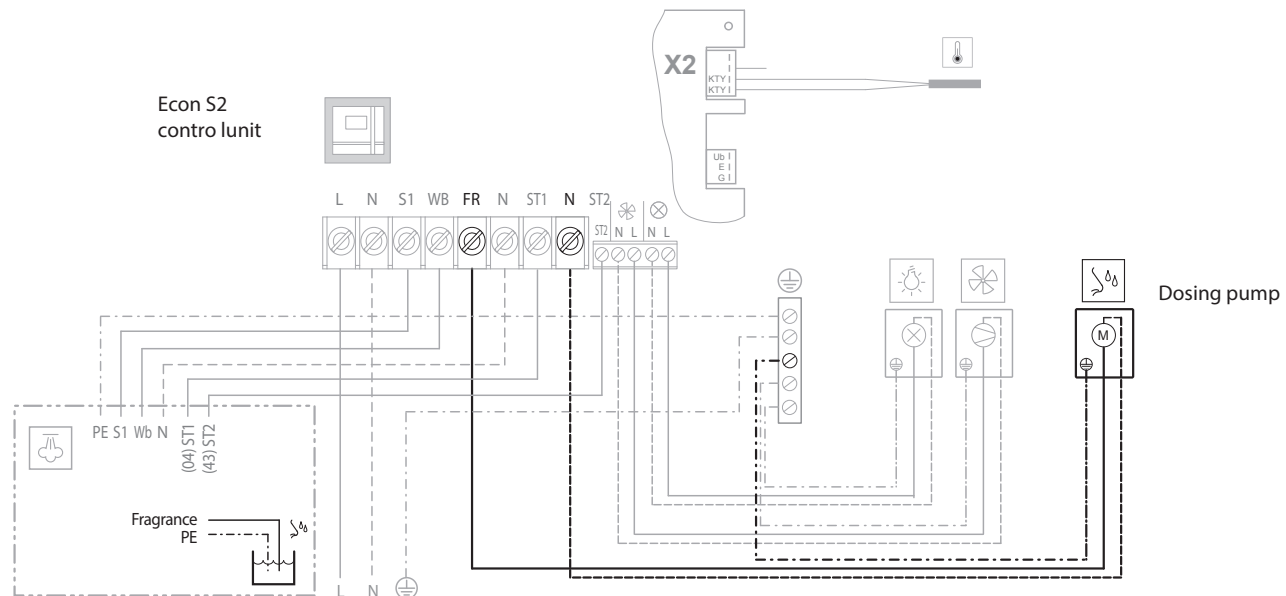 X2
I
I
KTY I
KTY I
Econ S2
contro lunit
Ub I
E I
G I
L N S1 WB FR N ST1 N ST2
ST2 N L N L
Dosing pump
M
PE S1 Wb N (04) ST1 (43) ST2
Fragrance
PE
L N